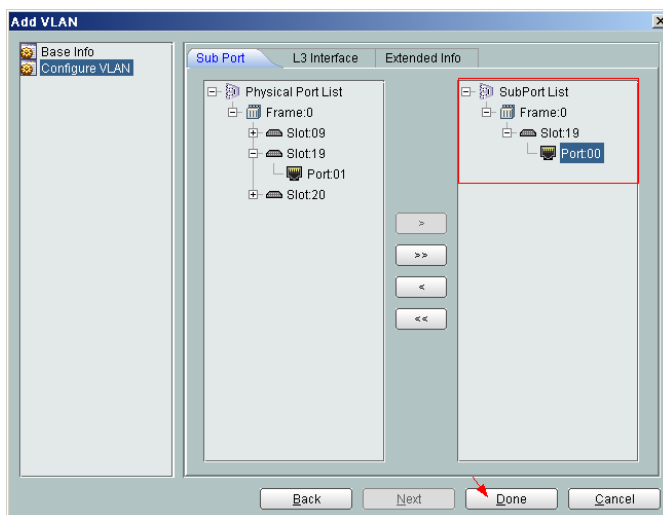 Add VLAN
Base Info
Configure VLAN
Sub Port
L3 Interface
Extended Info
Physical Port List
Frame:0
Slot:09
Slot:19
Port:01
Slot:20
>
>>
<
<<
SubPort List
Frame:0
Slot:19
Port:00
Back
Next
Done
Cancel